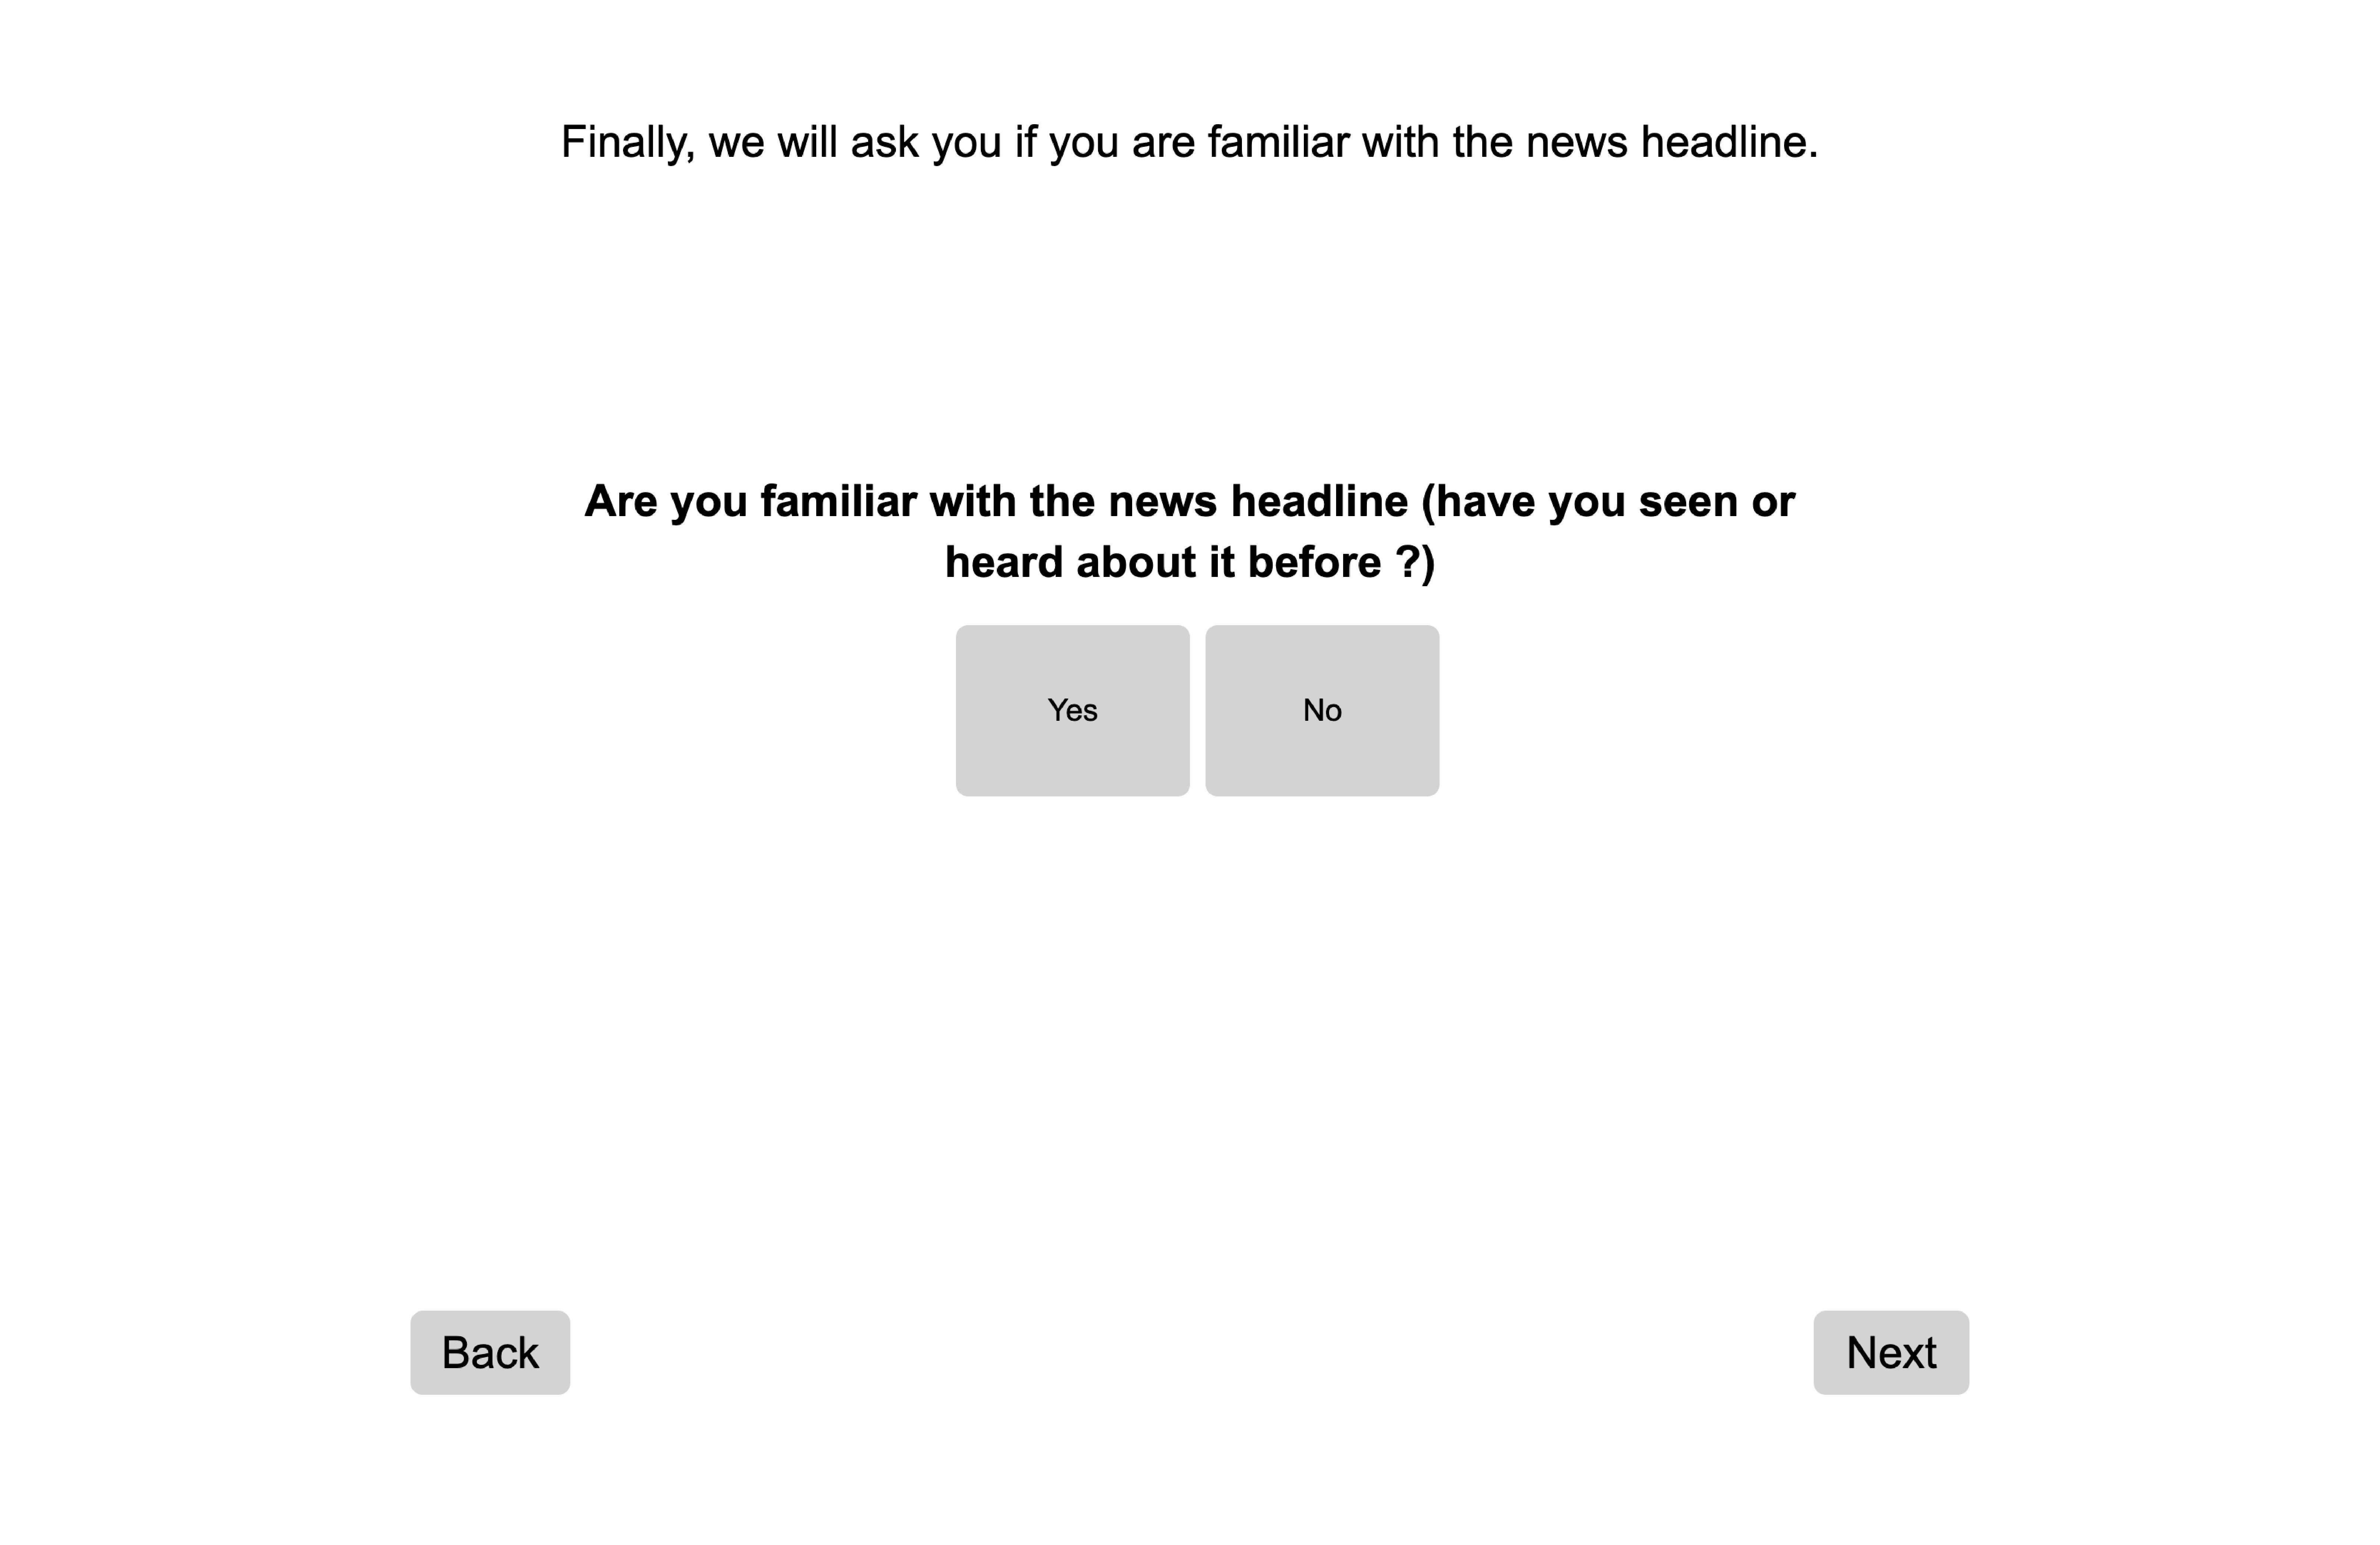 Finally, we will ask you if you are familiar with the news headline.
Are you familiar with the news headline (have you seen or
heard about it before ?)
Yes
No
Back
Next